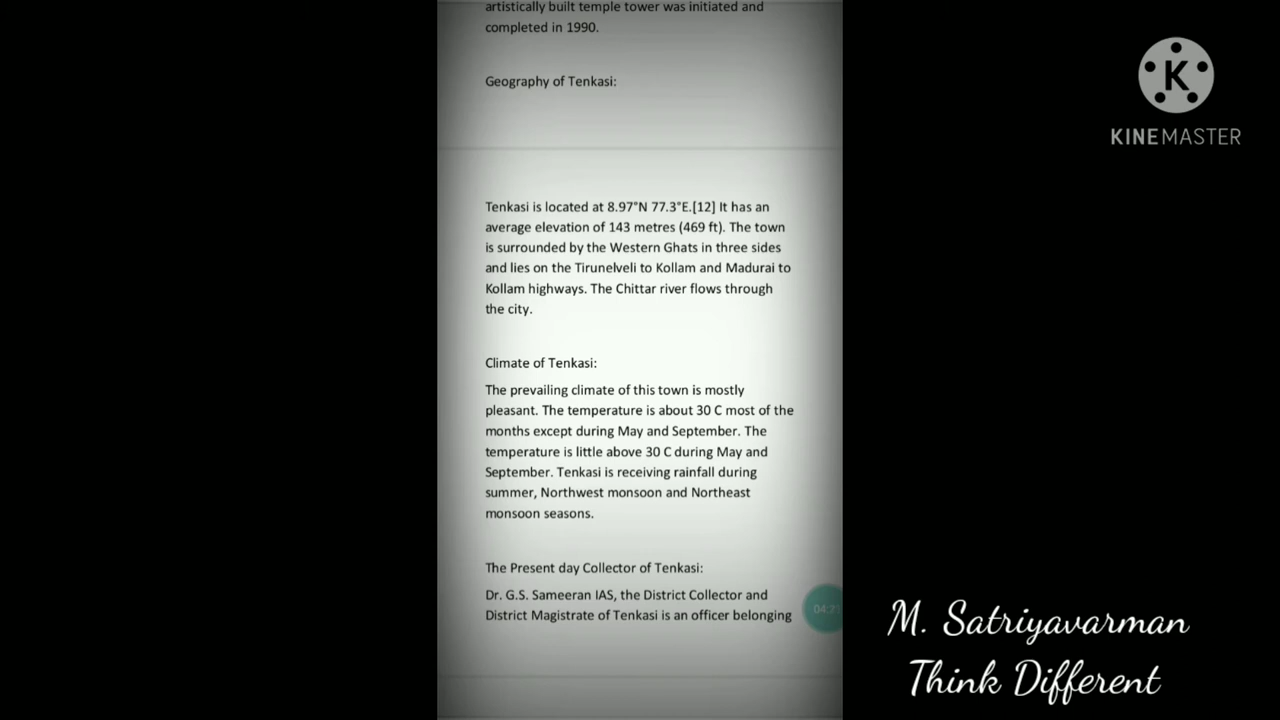 artistically built temple tower was initiated and
completed in 1990.
Geography of Tenkasi:
Tenkasi is located at 8.97°N 77.3°E.[12] It has an
average elevation of 143 metres (469 ft). The town
is surrounded by the Western Ghats in three sides
and lies on the Tirunelveli to Kollam and Madurai to
Kollam highways. The Chittar river flows through
the city.
Climate of Tenkasi:
The prevailing climate of this town is mostly
pleasant. The temperature is about 30 C most of the
months except during May and September. The
temperature is little above 30 C during May and
September. Tenkasi is receiving rainfall during
summer, Northwest monsoon and Northeast
monsoon seasons.
The Present day Collector of Tenkasi:
Dr. G.S. Sameeran IAS, the District Collector and
District Magistrate of Tenkasi is an officer belonging
04:21
K
KINEMASTER
M. Satriyavarman
Think Different